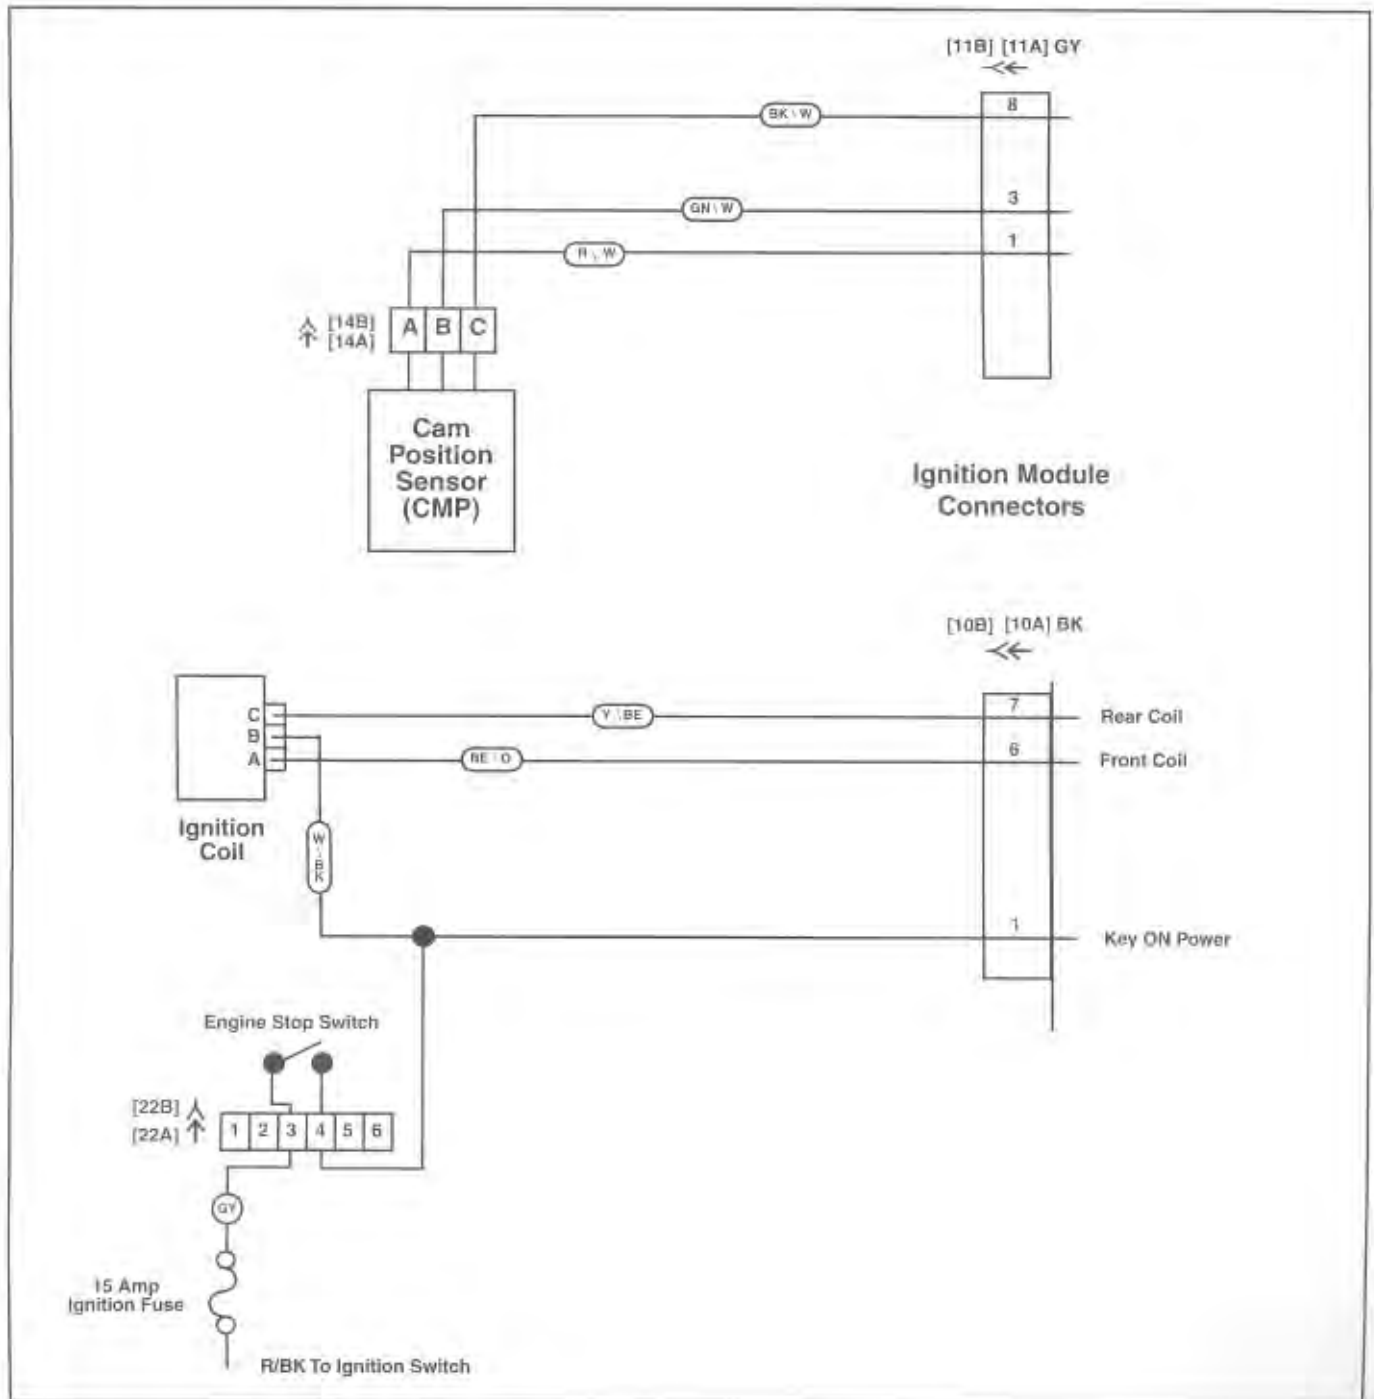 [11B] [11A] GY
8
BK \ W
3
GN \ W
1
R \ W
[14B]
[14A]
A B C
Cam
Position
Sensor
(CMP)
Ignition Module
Connectors
[10B] [10A] BK
C
Y \ BE
7
Rear Coil
B
A
BE \ O
6
Front Coil
Ignition
Coil
W \ BK
1
Key ON Power
Engine Stop Switch
[22B]
[22A]
1 2 3 4 5 6
GY
15 Amp
Ignition Fuse
R/BK To Ignition Switch